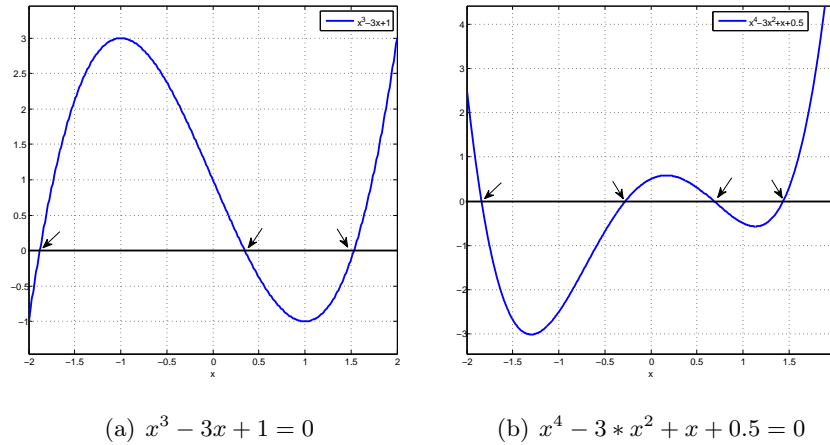 x³−3x+1
3
2.5
2
1.5
1
0.5
0
−0.5
−1
−2 −1.5 −1 −0.5 0 0.5 1 1.5 2
x
x⁴−3x²+x+0.5
4
3
2
1
0
−1
−2
−3
−2 −1.5 −1 −0.5 0 0.5 1 1.5
x
(a) x³ − 3x + 1 = 0
(b) x⁴ − 3 ∗ x² + x + 0.5 = 0